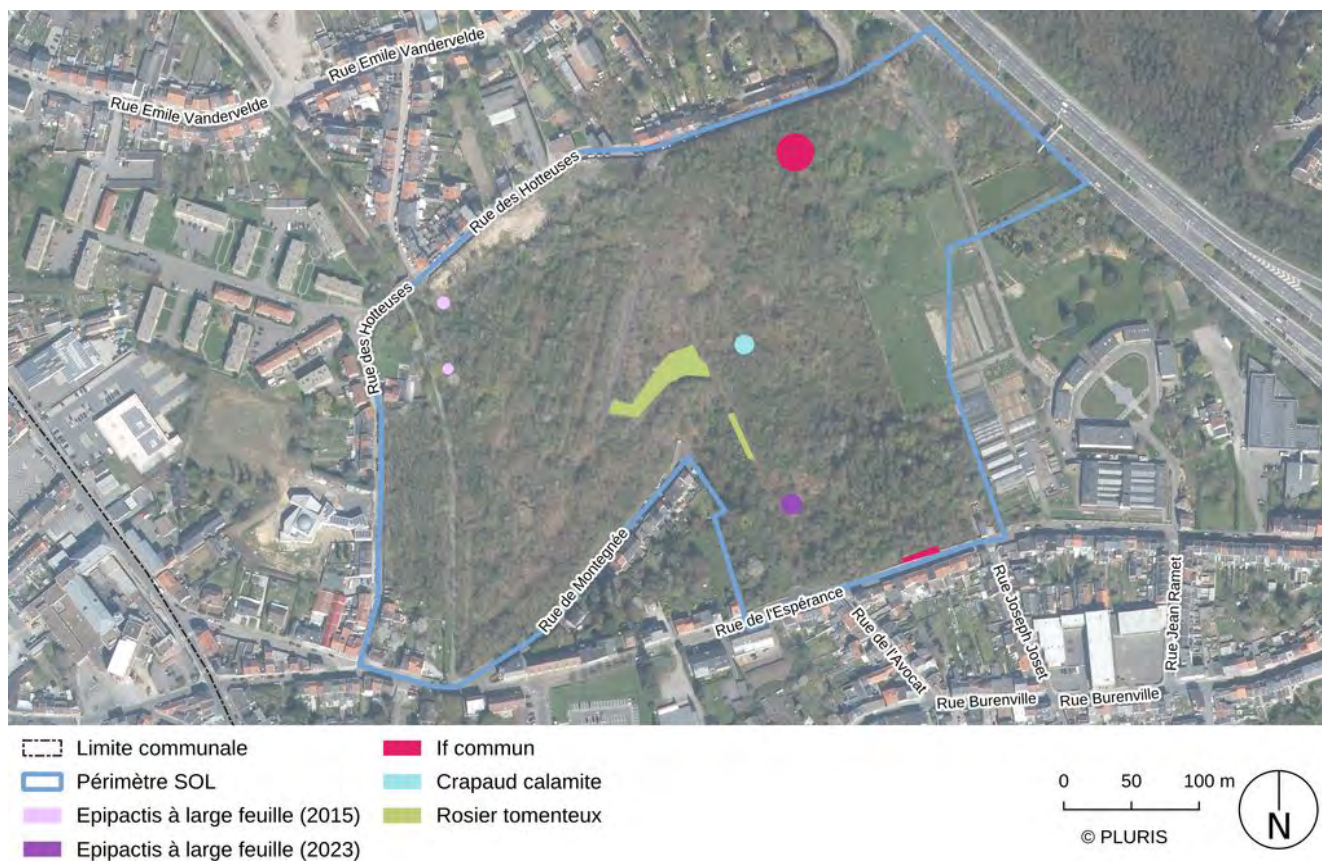 Rue Emile Vandervelde
Rue Emile Vandervelde
Rue des Hotteuses
Rue des Hotteuses
Rue de Montegnée
Rue de l'Espérance
Rue de l'Avocat
Rue Joseph Joset
Rue Jean Ramet
Rue Burenville
Rue Burenville
Limite communale
Périmètre SOL
Epipactis à large feuille (2015)
Epipactis à large feuille (2023)
If commun
Crapaud calamite
Rosier tomenteux
0 50 100 m
© PLURIS
N